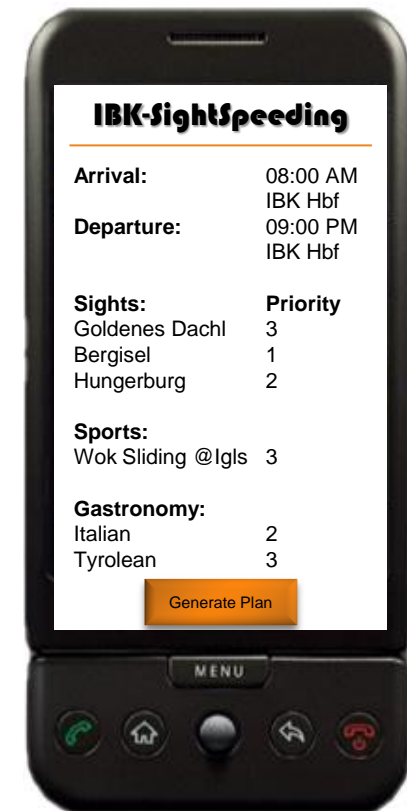 IBK-SightSpeeding
Arrival: 08:00 AM
IBK Hbf
Departure: 09:00 PM
IBK Hbf
Sights: Priority
Goldenes Dachl 3
Bergisel 1
Hungerburg 2
Sports:
Wok Sliding @Igls 3
Gastronomy:
Italian 2
Tyrolean 3
Generate Plan
MENU